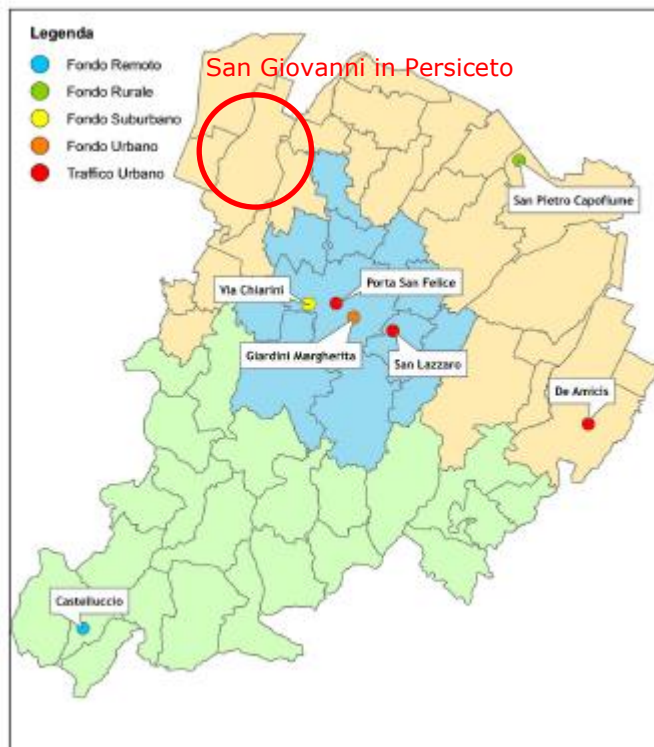 Legenda
Fondo Remoto
Fondo Rurale
Fondo Suburbano
Fondo Urbano
Traffico Urbano
San Giovanni in Persiceto
San Pietro Capofiume
Via Chiarini
Porta San Felice
Giardini Margherita
San Lazzaro
De Amicis
Castelluccio